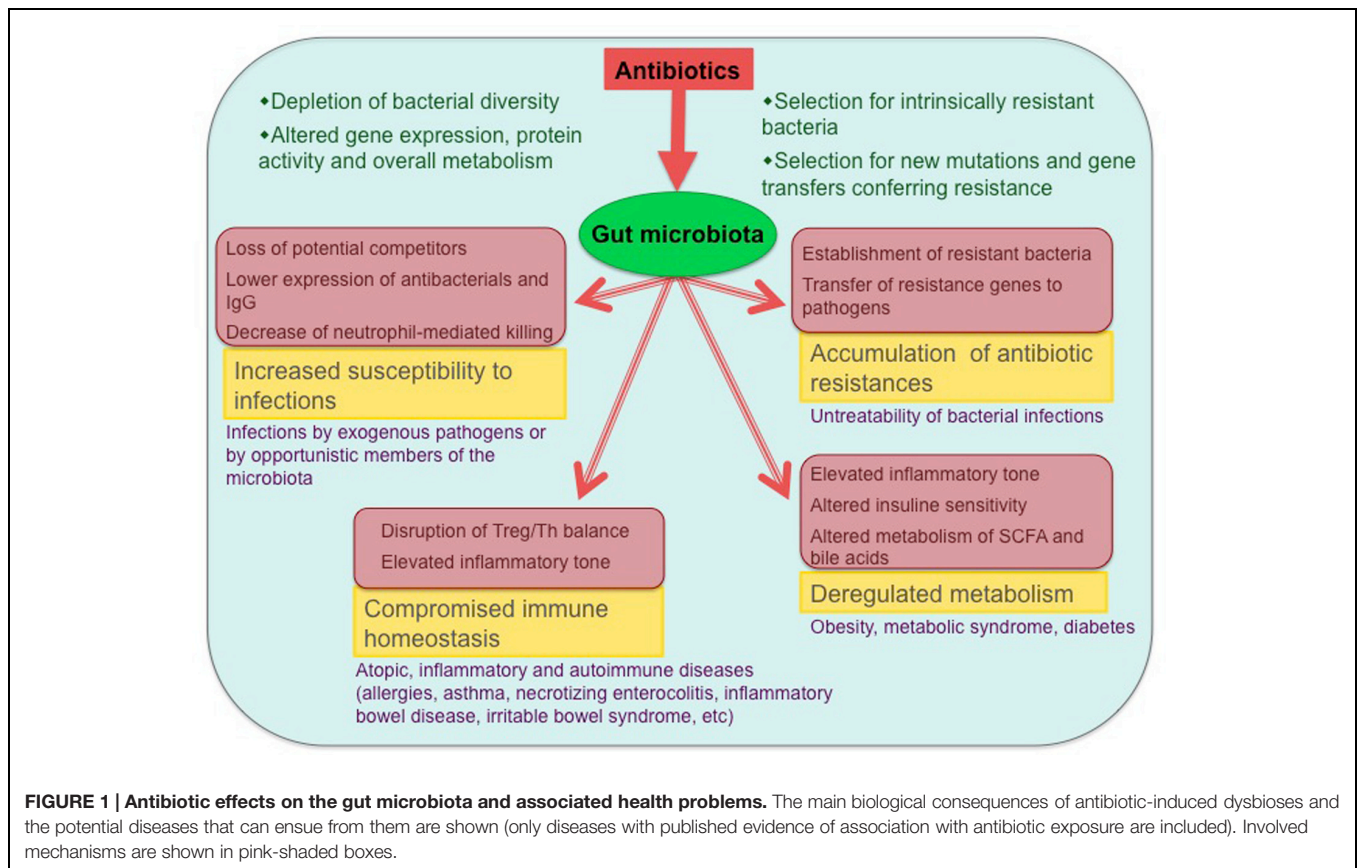 Antibiotics
◆Depletion of bacterial diversity
◆Altered gene expression, protein
activity and overall metabolism
◆Selection for intrinsically resistant
bacteria
◆Selection for new mutations and gene
transfers conferring resistance
Gut microbiota
Loss of potential competitors
Lower expression of antibacterials and
IgG
Decrease of neutrophil-mediated killing
Increased susceptibility to
infections
Infections by exogenous pathogens or
by opportunistic members of the
microbiota
Establishment of resistant bacteria
Transfer of resistance genes to
pathogens
Accumulation of antibiotic
resistances
Untreatability of bacterial infections
Disruption of Treg/Th balance
Elevated inflammatory tone
Compromised immune
homeostasis
Atopic, inflammatory and autoimmune diseases
(allergies, asthma, necrotizing enterocolitis, inflammatory
bowel disease, irritable bowel syndrome, etc)
Elevated inflammatory tone
Altered insuline sensitivity
Altered metabolism of SCFA and
bile acids
Deregulated metabolism
Obesity, metabolic syndrome, diabetes
FIGURE 1 | Antibiotic effects on the gut microbiota and associated health problems. The main biological consequences of antibiotic-induced dysbioses and
the potential diseases that can ensue from them are shown (only diseases with published evidence of association with antibiotic exposure are included). Involved
mechanisms are shown in pink-shaded boxes.